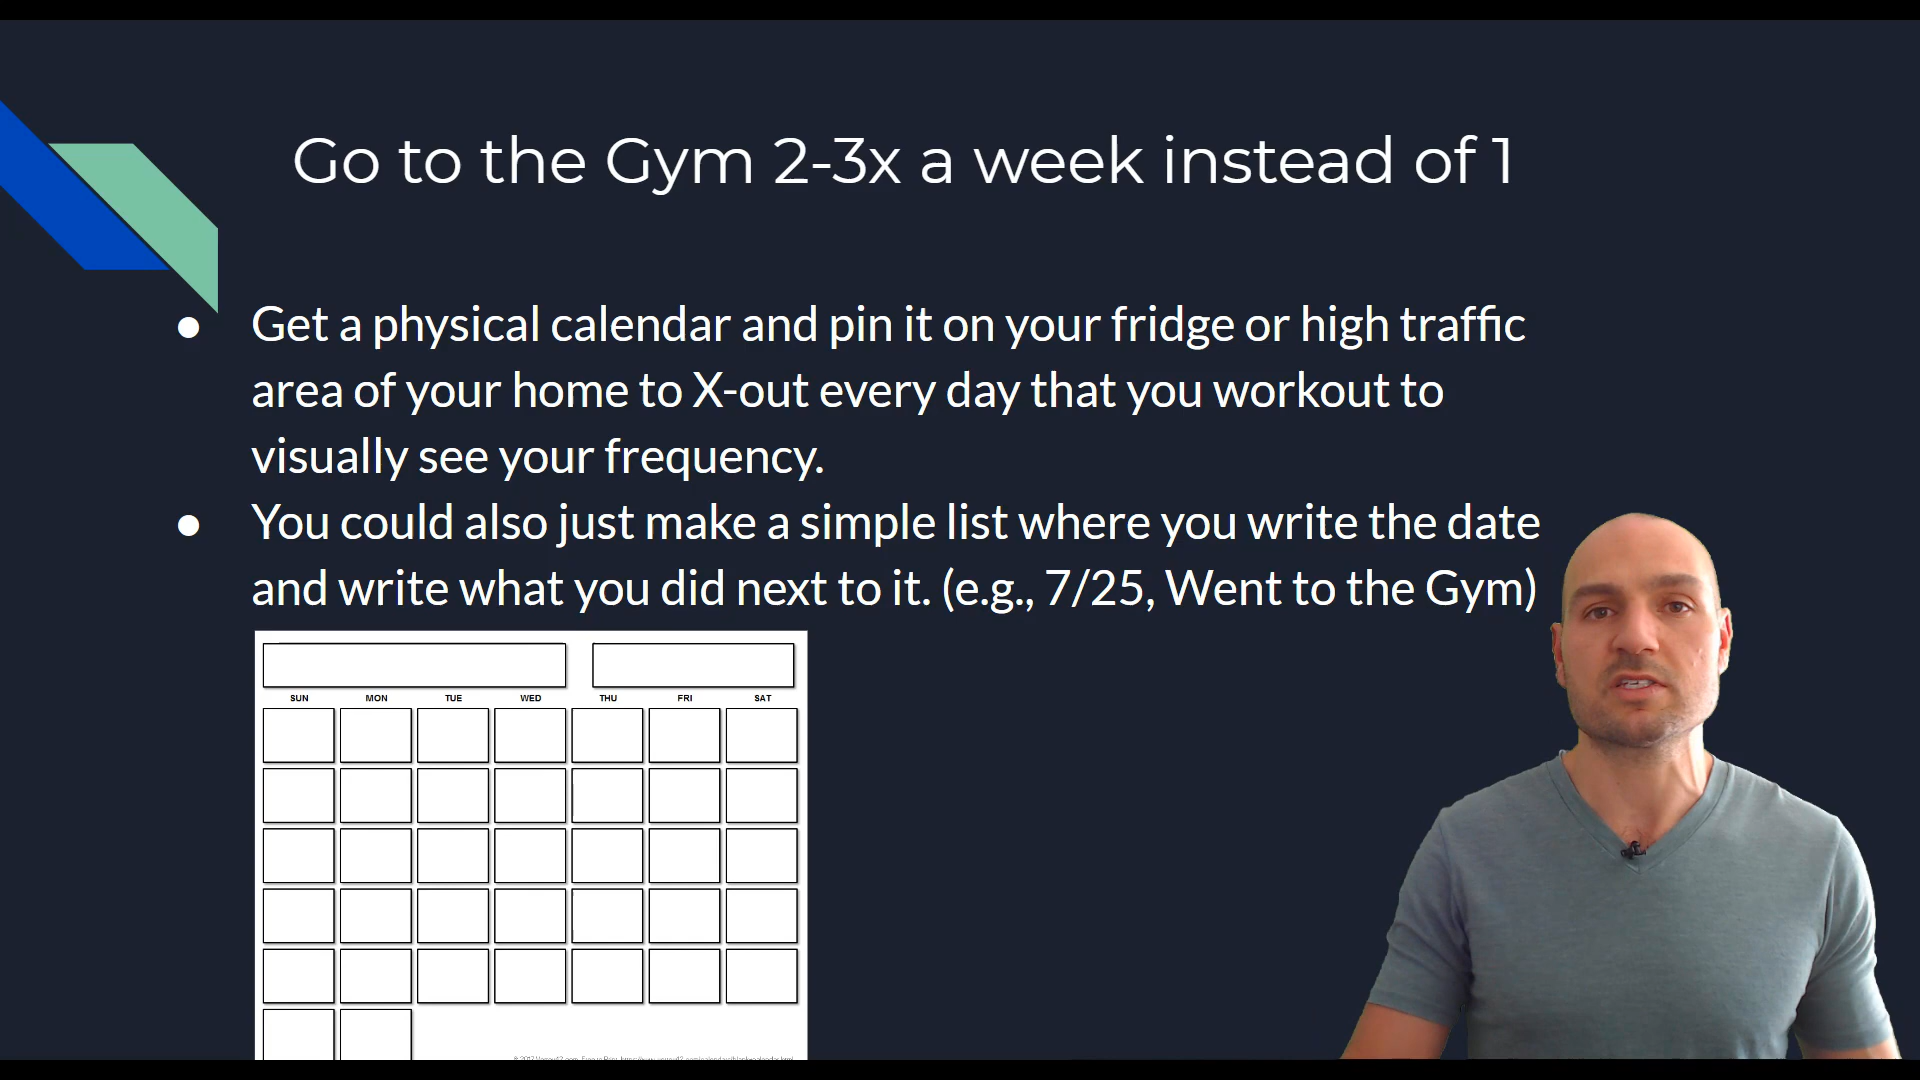 Go to the Gym 2-3x a week instead of 1
● Get a physical calendar and pin it on your fridge or high traffic
area of your home to X-out every day that you workout to
visually see your frequency.
● You could also just make a simple list where you write the date
and write what you did next to it. (e.g., 7/25, Went to the Gym)
SUN MON TUE WED THU FRI SAT